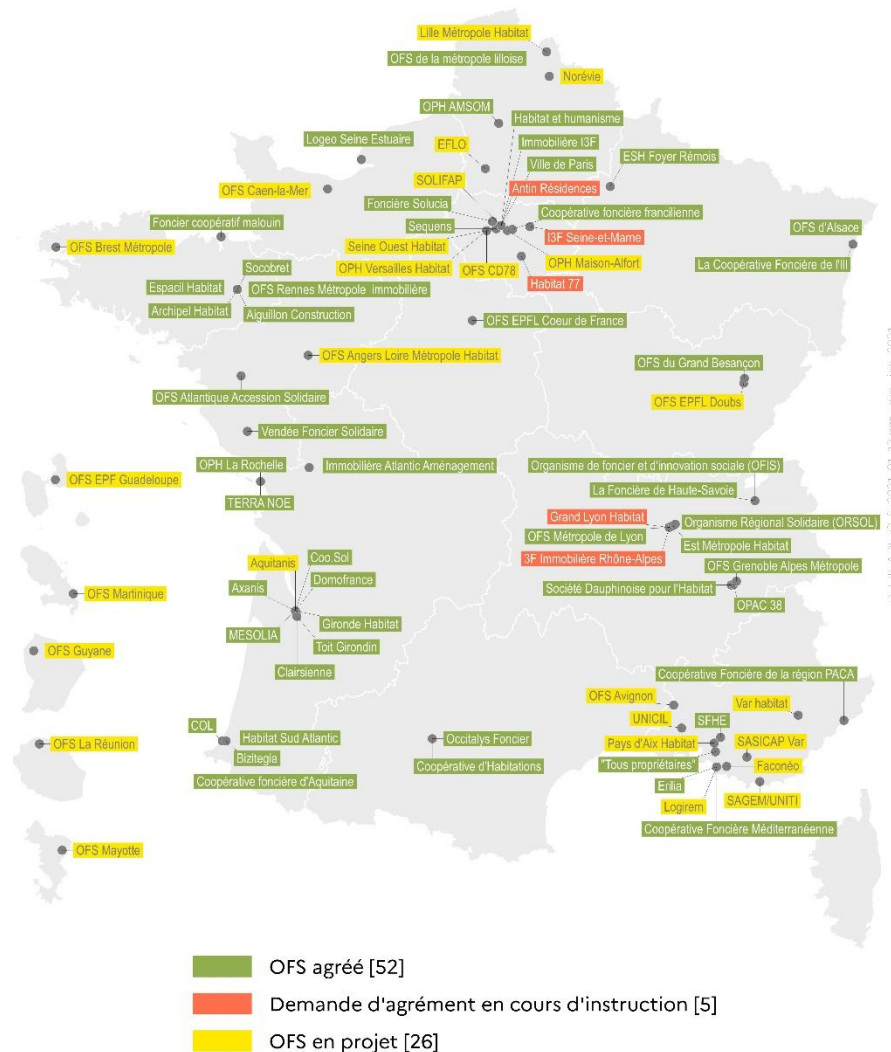 Lille Métropole Habitat
OFS de la métropole lilloise
Norévie
OPH AMSOM
Habitat et humanisme
Logeo Seine Estuaire
EFLO
Immobilière I3F
Ville de Paris
ESH Foyer Rémois
SOLIFAP
Antin Résidences
OFS Caen-la-Mer
Foncière Solucia
Coopérative foncière francilienne
Foncier coopératif malouin
Sequens
I3F Seine-et-Marne
OFS d'Alsace
OFS Brest Métropole
Seine Ouest Habitat
OPH Maison-Alfort
La Coopérative Foncière de l'Ill
Socobret
OPH Versailles Habitat
OFS CD78
Habitat 77
Espacil Habitat
OFS Rennes Métropole immobilière
Archipel Habitat
Aiguillon Construction
OFS EPFL Coeur de France
OFS Angers Loire Métropole Habitat
OFS du Grand Besançon
OFS Atlantique Accession Solidaire
OFS EPFL Doubs
Vendée Foncier Solidaire
OPH La Rochelle
Immobilière Atlantic Aménagement
Organisme de foncier et d'innovation sociale (OFIS)
OFS EPF Guadeloupe
La Foncière de Haute-Savoie
TERRA NOE
Grand Lyon Habitat
Organisme Régional Solidaire (ORSOL)
OFS Métropole de Lyon
Est Métropole Habitat
3F Immobilière Rhône-Alpes
OFS Grenoble Alpes Métropole
Aquitanis
Coo.Sol
Domofrance
Axanis
Société Dauphinoise pour l'Habitat
OFS Martinique
OPAC 38
MESOLIA
Gironde Habitat
Toit Girondin
OFS Guyane
Clairsienne
Coopérative Foncière de la région PACA
OFS Avignon
Var habitat
COL
Habitat Sud Atlantic
Occitalys Foncier
UNICIL
SFHE
OFS La Réunion
Bizitegia
Pays d'Aix Habitat
SASICAP Var
Coopérative foncière d'Aquitaine
Coopérative d'Habitations
"Tous propriétaires"
Faconéo
Erilia
Logirem
SAGEM/UNITI
Coopérative Foncière Méditerranéenne
OFS Mayotte
OFS agréé [52]
Demande d'agrément en cours d'instruction [5]
OFS en projet [26]